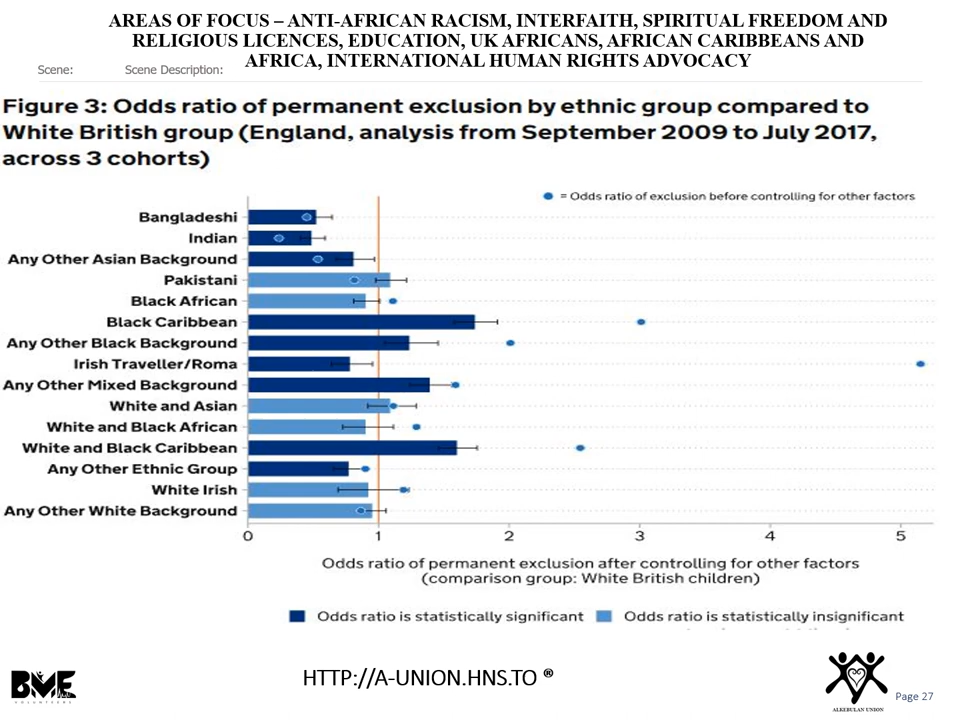 AREAS OF FOCUS – ANTI-AFRICAN RACISM, INTERFAITH, SPIRITUAL FREEDOM AND
RELIGIOUS LICENCES, EDUCATION, UK AFRICANS, AFRICAN CARIBBEANS AND
AFRICA, INTERNATIONAL HUMAN RIGHTS ADVOCACY
Scene: Scene Description:
Figure 3: Odds ratio of permanent exclusion by ethnic group compared to
White British group (England, analysis from September 2009 to July 2017,
across 3 cohorts)
= Odds ratio of exclusion before controlling for other factors
Bangladeshi
Indian
Any Other Asian Background
Pakistani
Black African
Black Caribbean
Any Other Black Background
Irish Traveller/Roma
Any Other Mixed Background
White and Asian
White and Black African
White and Black Caribbean
Any Other Ethnic Group
White Irish
Any Other White Background
0 1 2 3 4 5
Odds ratio of permanent exclusion after controlling for other factors
(comparison group: White British children)
Odds ratio is statistically significant Odds ratio is statistically insignificant
BME
VOLUNTEERS
HTTP://A-UNION.HNS.TO ®
ALKEBULAN UNION
Page 27